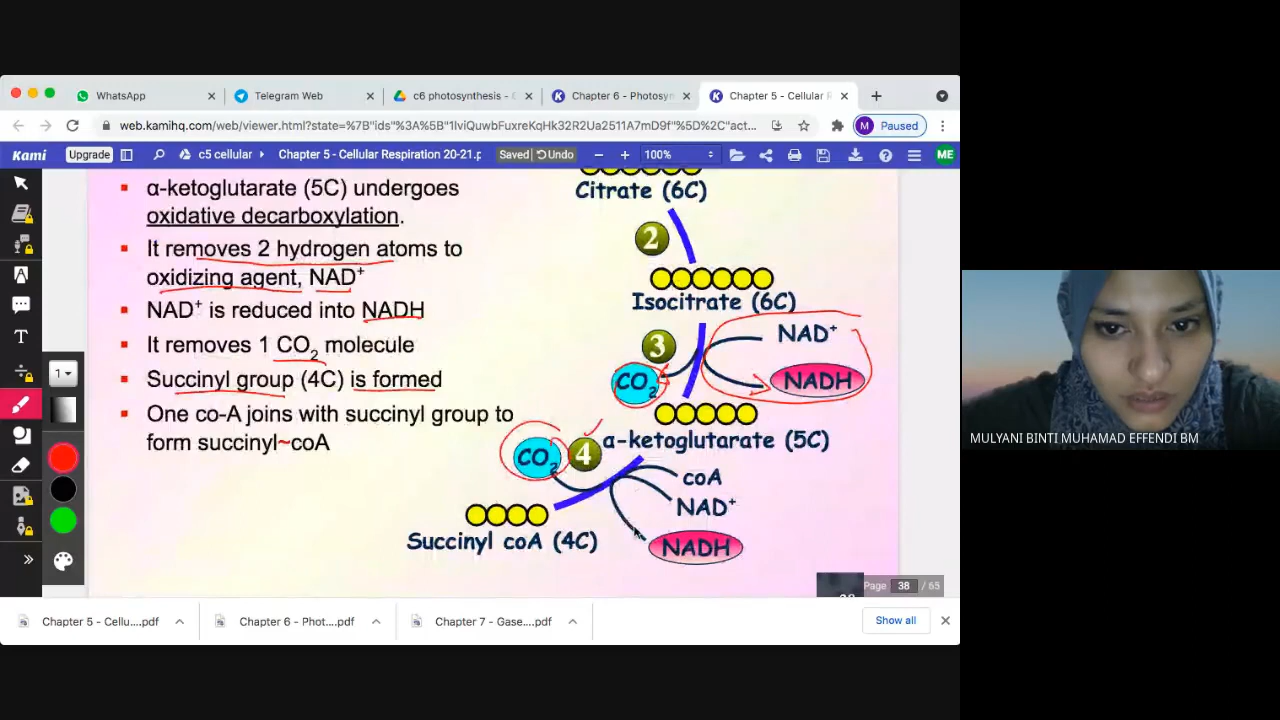 WhatsApp
Telegram Web
c6 photosynthesis -
Chapter 6 - Photosyn
Chapter 5 - Cellular R
web.kamihq.com/web/viewer.html?state=%7B"ids"%3A%5B"1IviQuwbFuxreKqHk32R2Ua2511A7mD9f"%5D%2C"act...
M Paused
Kami
Upgrade
c5 cellular
Chapter 5 - Cellular Respiration 20-21.p
Saved
Undo
100%
ME
α-ketoglutarate (5C) undergoes
oxidative decarboxylation.
It removes 2 hydrogen atoms to
oxidizing agent, NAD⁺
NAD⁺ is reduced into NADH
It removes 1 CO₂ molecule
Succinyl group (4C) is formed
One co-A joins with succinyl group to
form succinyl~coA
Citrate (6C)
2
Isocitrate (6C)
3
NAD⁺
CO₂
NADH
α-ketoglutarate (5C)
CO₂
4
coA
NAD⁺
Succinyl coA (4C)
NADH
1
T
Page 38 / 65
MULYANI BINTI MUHAMAD EFFENDI BM
Chapter 5 - Cellu....pdf
Chapter 6 - Phot....pdf
Chapter 7 - Gase....pdf
Show all